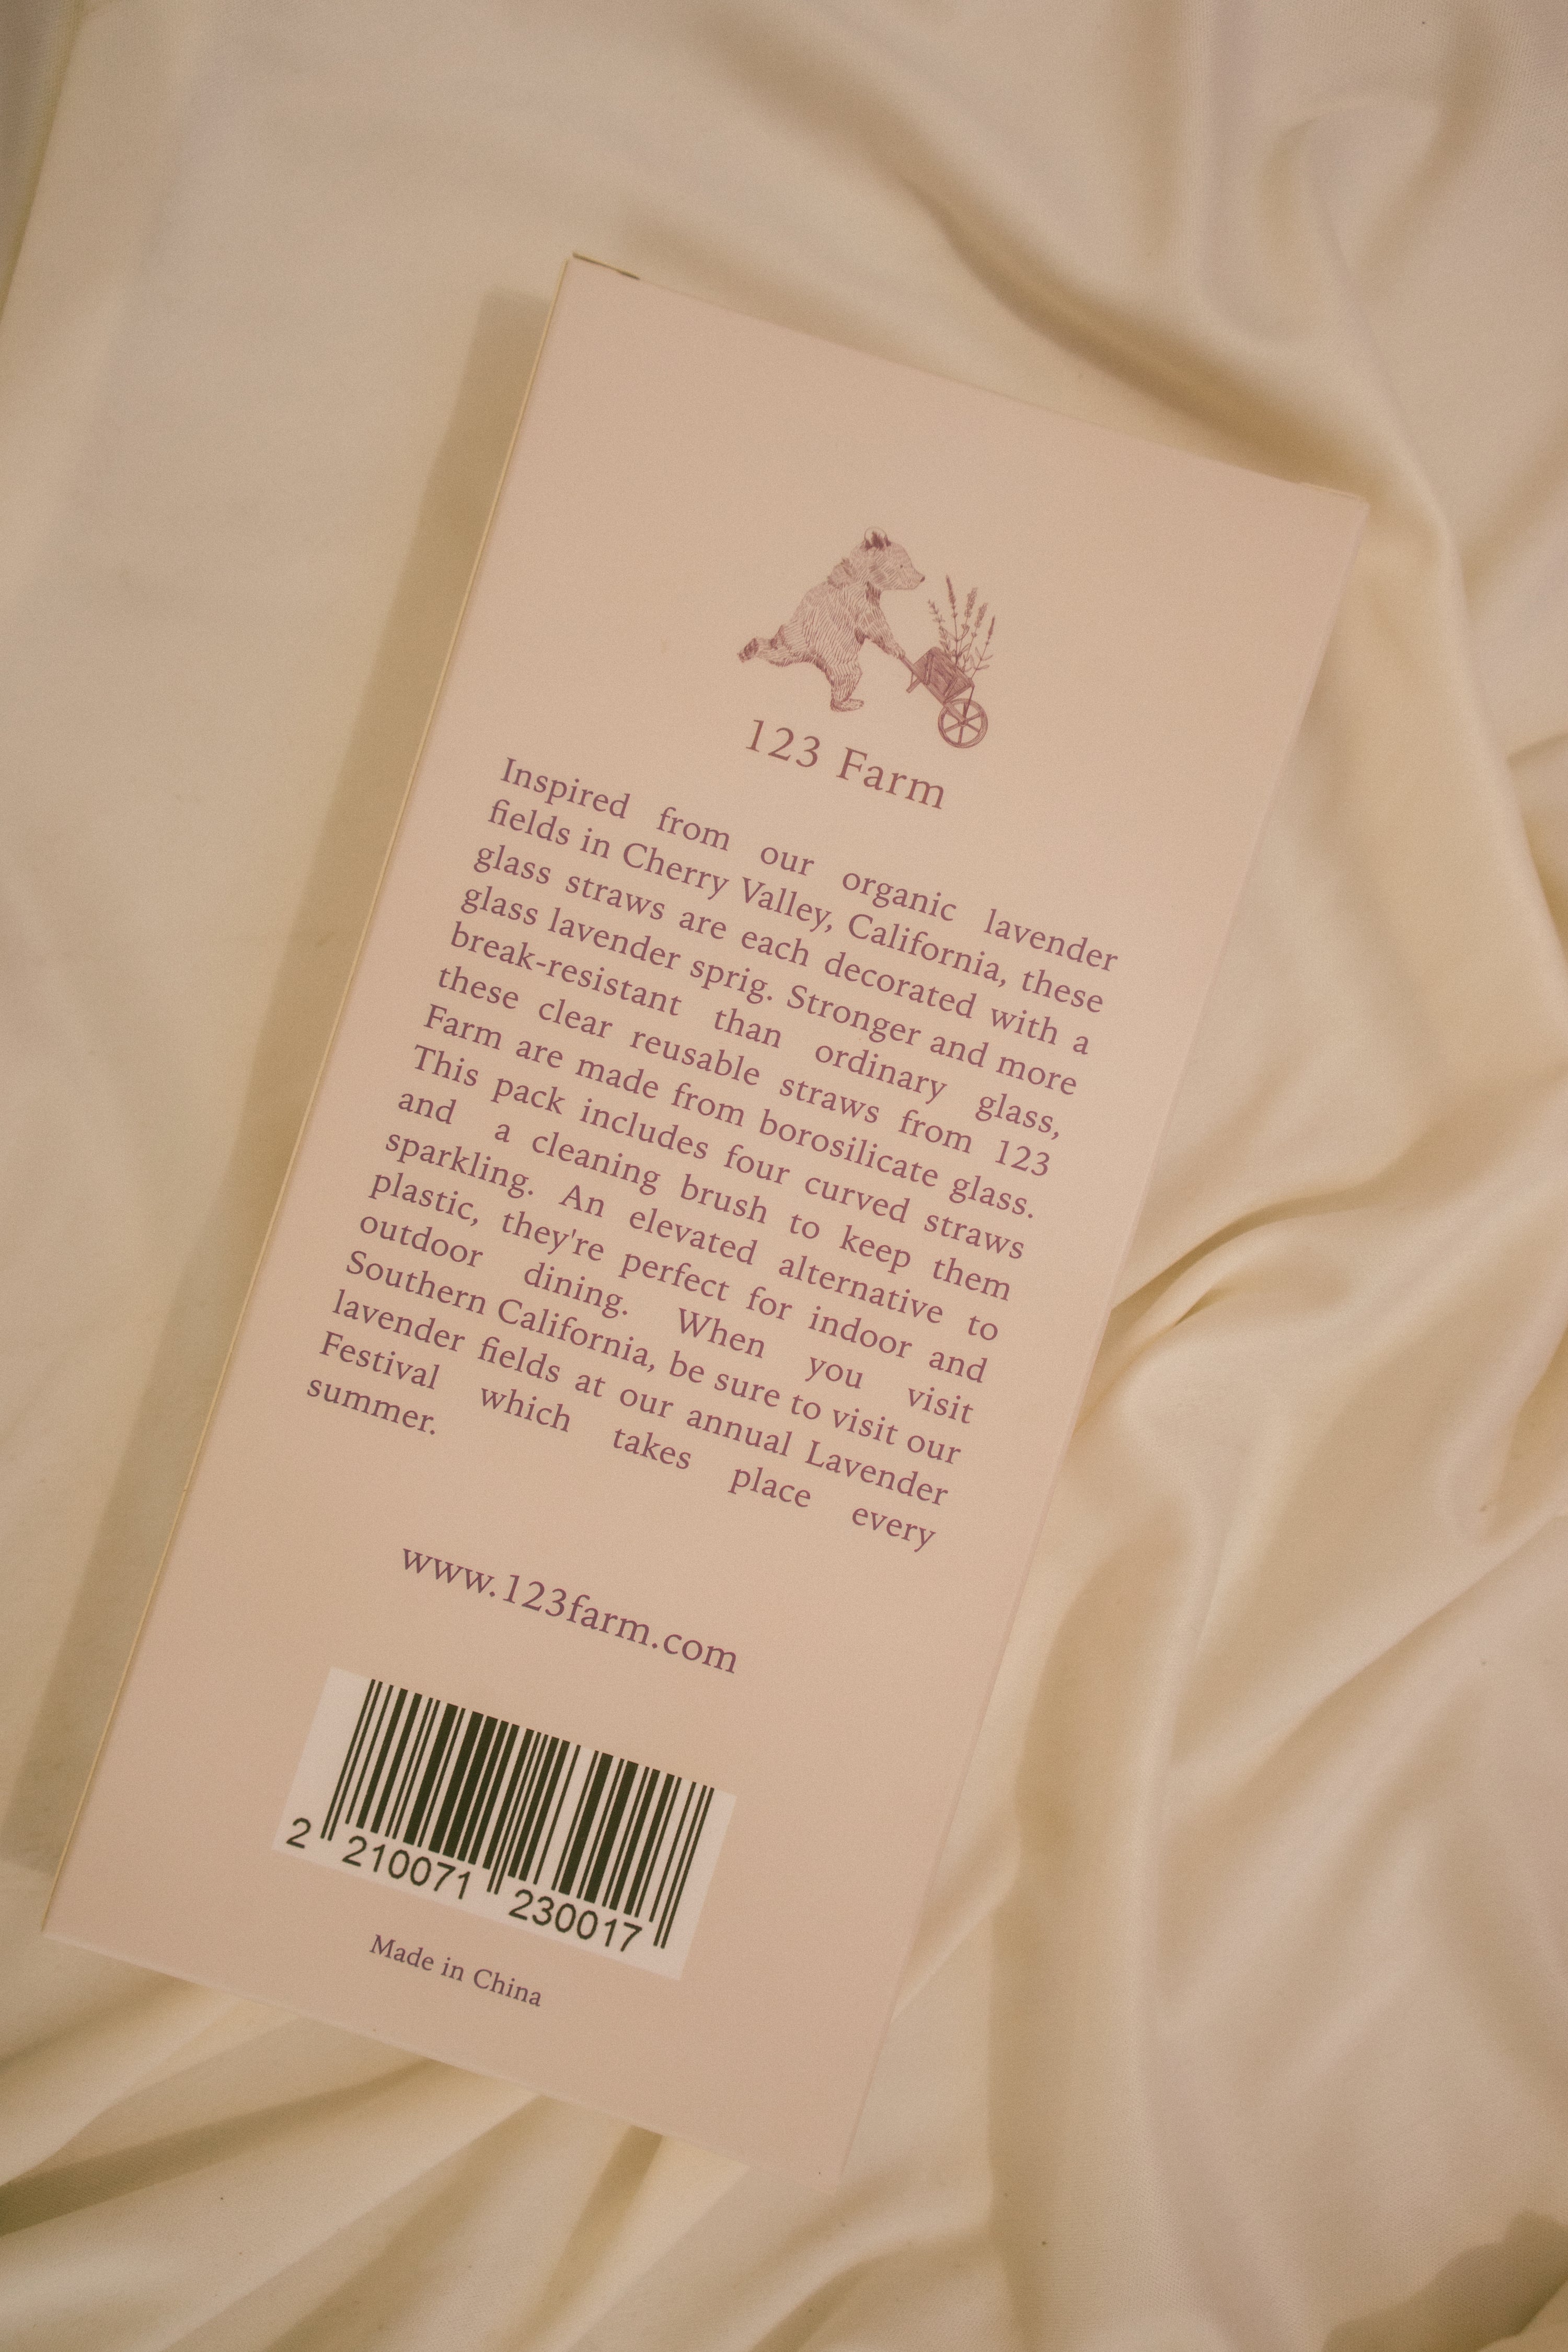 123 Farm
Inspired from our organic lavender
fields in Cherry Valley, California, these
glass straws are each decorated with a
glass lavender sprig. Stronger and more
break-resistant than ordinary glass,
these clear reusable straws from 123
Farm are made from borosilicate glass.
This pack includes four curved straws
and a cleaning brush to keep them
sparkling. An elevated alternative to
plastic, they're perfect for indoor and
outdoor dining. When you visit
Southern California, be sure to visit our
lavender fields at our annual Lavender
Festival which takes place every
summer.
www.123farm.com
2 210071 230017
Made in China